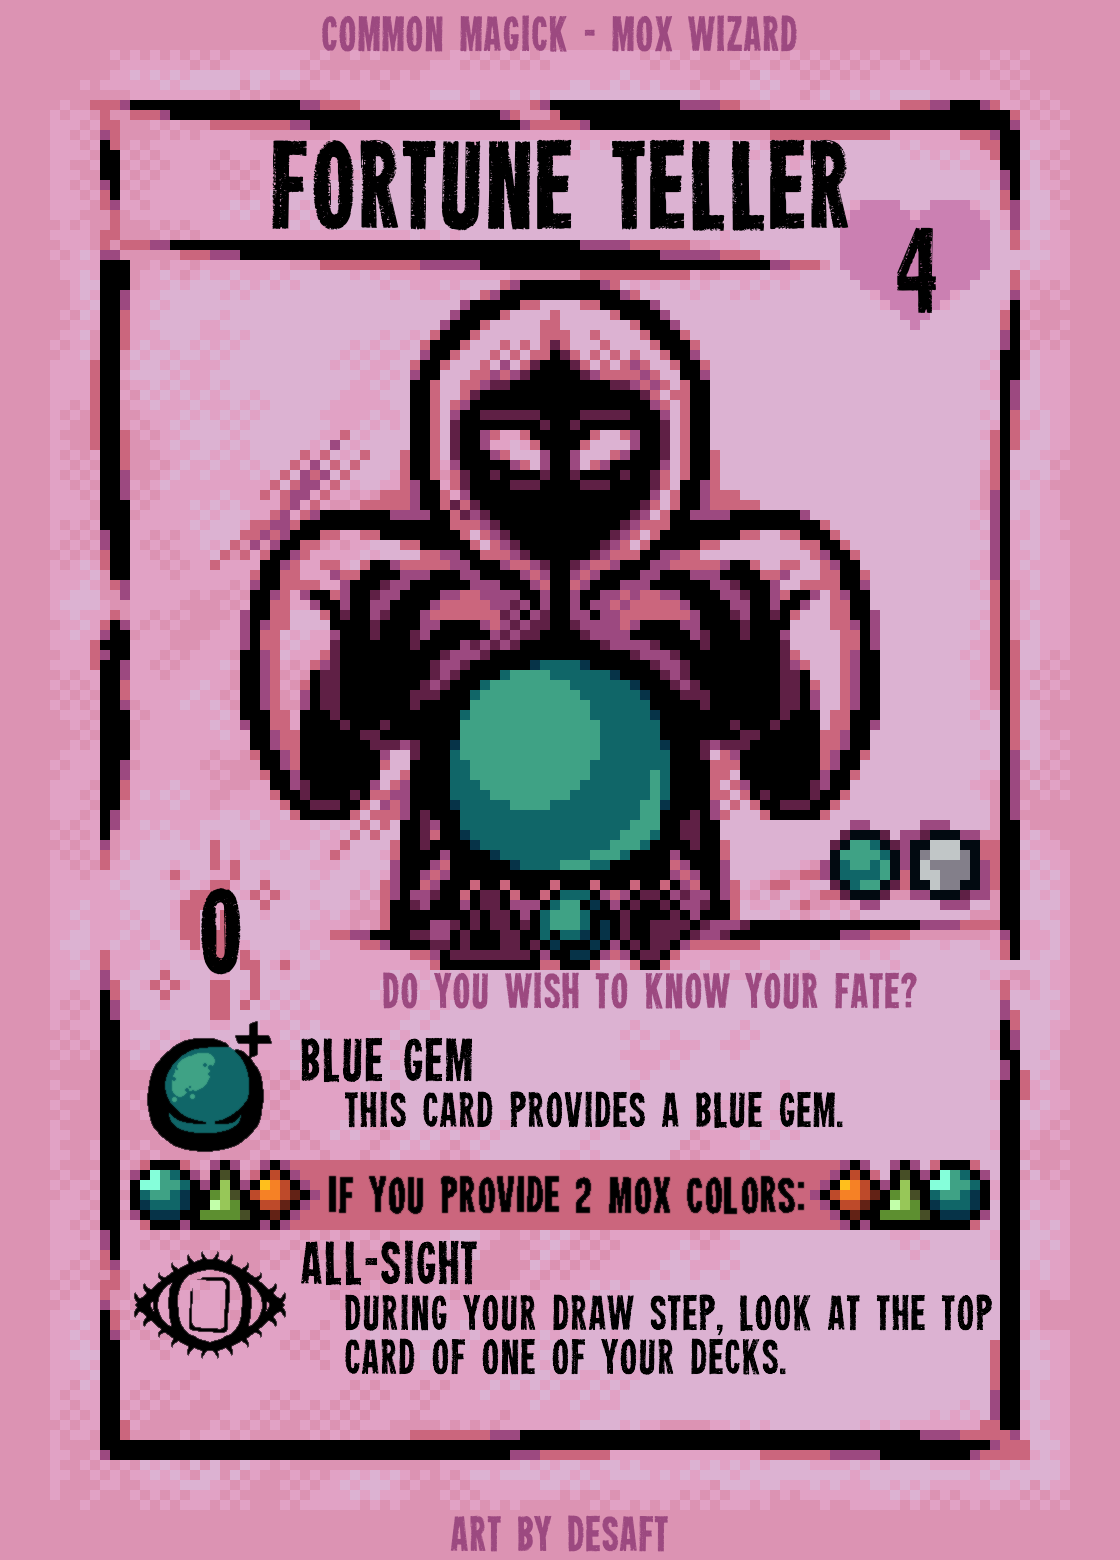 COMMON MAGICK - MOX WIZARD
FORTUNE TELLER
4
0
DO YOU WISH TO KNOW YOUR FATE?
BLUE GEM
THIS CARD PROVIDES A BLUE GEM.
IF YOU PROVIDE 2 MOX COLORS:
ALL-SIGHT
DURING YOUR DRAW STEP, LOOK AT THE TOP
CARD OF ONE OF YOUR DECKS.
ART BY DESAFT